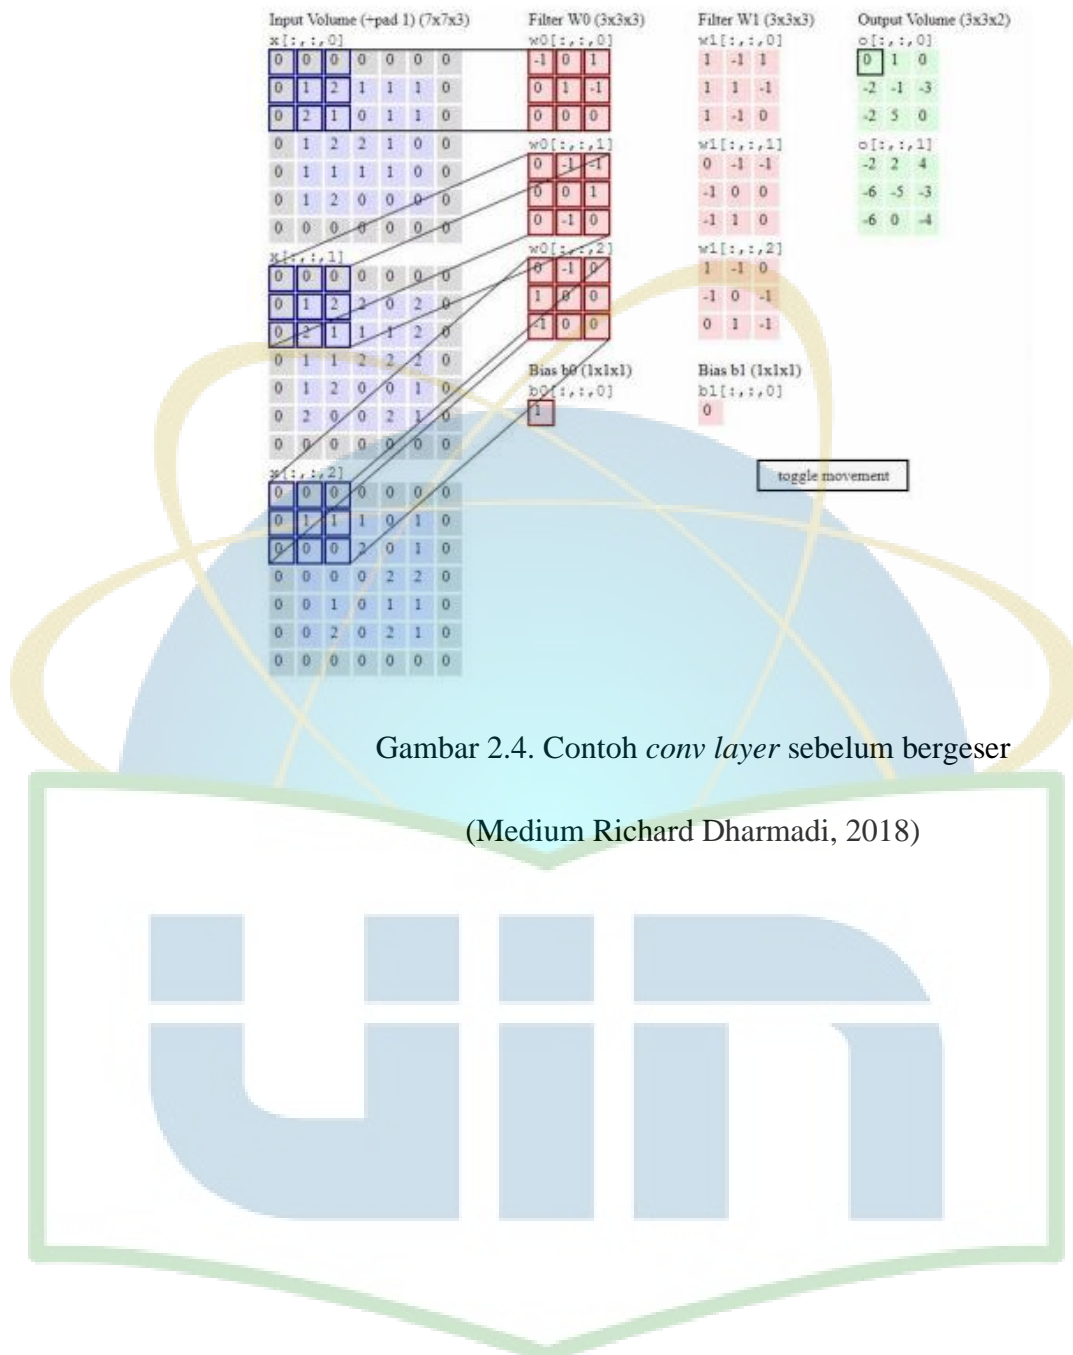 Input Volume (+pad 1) (7x7x3)
x[:,:,0]
0 0 0 0 0 0 0
0 1 2 1 1 1 0
0 2 1 0 1 1 0
0 1 2 2 1 0 0
0 1 1 1 1 0 0
0 1 2 0 0 0 0
0 0 0 0 0 0 0
x[:,:,1]
0 0 0 0 0 0 0
0 1 2 2 0 2 0
0 2 1 1 1 2 0
0 1 1 2 2 2 0
0 1 2 0 0 1 0
0 2 0 0 2 1 0
0 0 0 0 0 0 0
x[:,:,2]
0 0 0 0 0 0 0
0 1 1 1 0 1 0
0 0 0 2 0 1 0
0 0 0 0 2 2 0
0 0 1 0 1 1 0
0 0 2 0 2 1 0
0 0 0 0 0 0 0
Filter W0 (3x3x3)
w0[:,:,0]
-1 0 1
0 1 -1
0 0 0
w0[:,:,1]
0 -1 -1
0 0 1
0 -1 0
w0[:,:,2]
0 -1 0
1 0 0
-1 0 0
Bias b0 (1x1x1)
b0[:,:,0]
1
Filter W1 (3x3x3)
w1[:,:,0]
1 -1 1
1 1 -1
1 -1 0
w1[:,:,1]
0 -1 -1
-1 0 0
-1 1 0
w1[:,:,2]
1 -1 0
-1 0 -1
0 1 -1
Bias b1 (1x1x1)
b1[:,:,0]
0
Output Volume (3x3x2)
o[:,:,0]
0 1 0
-2 -1 -3
-2 5 0
o[:,:,1]
-2 2 4
-6 -5 -3
-6 0 -4
toggle movement
Gambar 2.4. Contoh conv layer sebelum bergeser
(Medium Richard Dharmadi, 2018)
uin